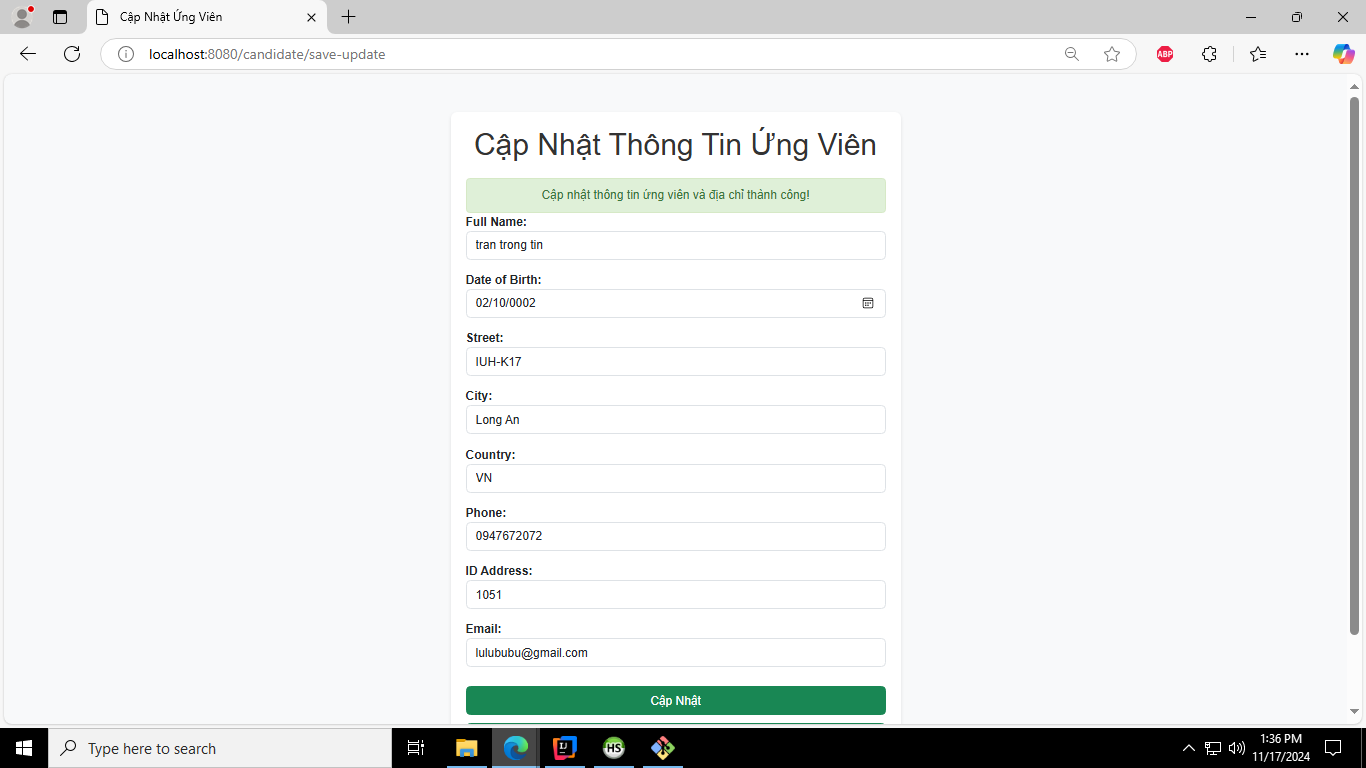 Cập Nhật Ứng Viên
localhost:8080/candidate/save-update
ABP
Cập Nhật Thông Tin Ứng Viên
Cập nhật thông tin ứng viên và địa chỉ thành công!
Full Name:
tran trong tin
Date of Birth:
02/10/0002
Street:
IUH-K17
City:
Long An
Country:
VN
Phone:
0947672072
ID Address:
1051
Email:
lulububu@gmail.com
Cập Nhật
Type here to search
IJ
HS
1:36 PM
11/17/2024